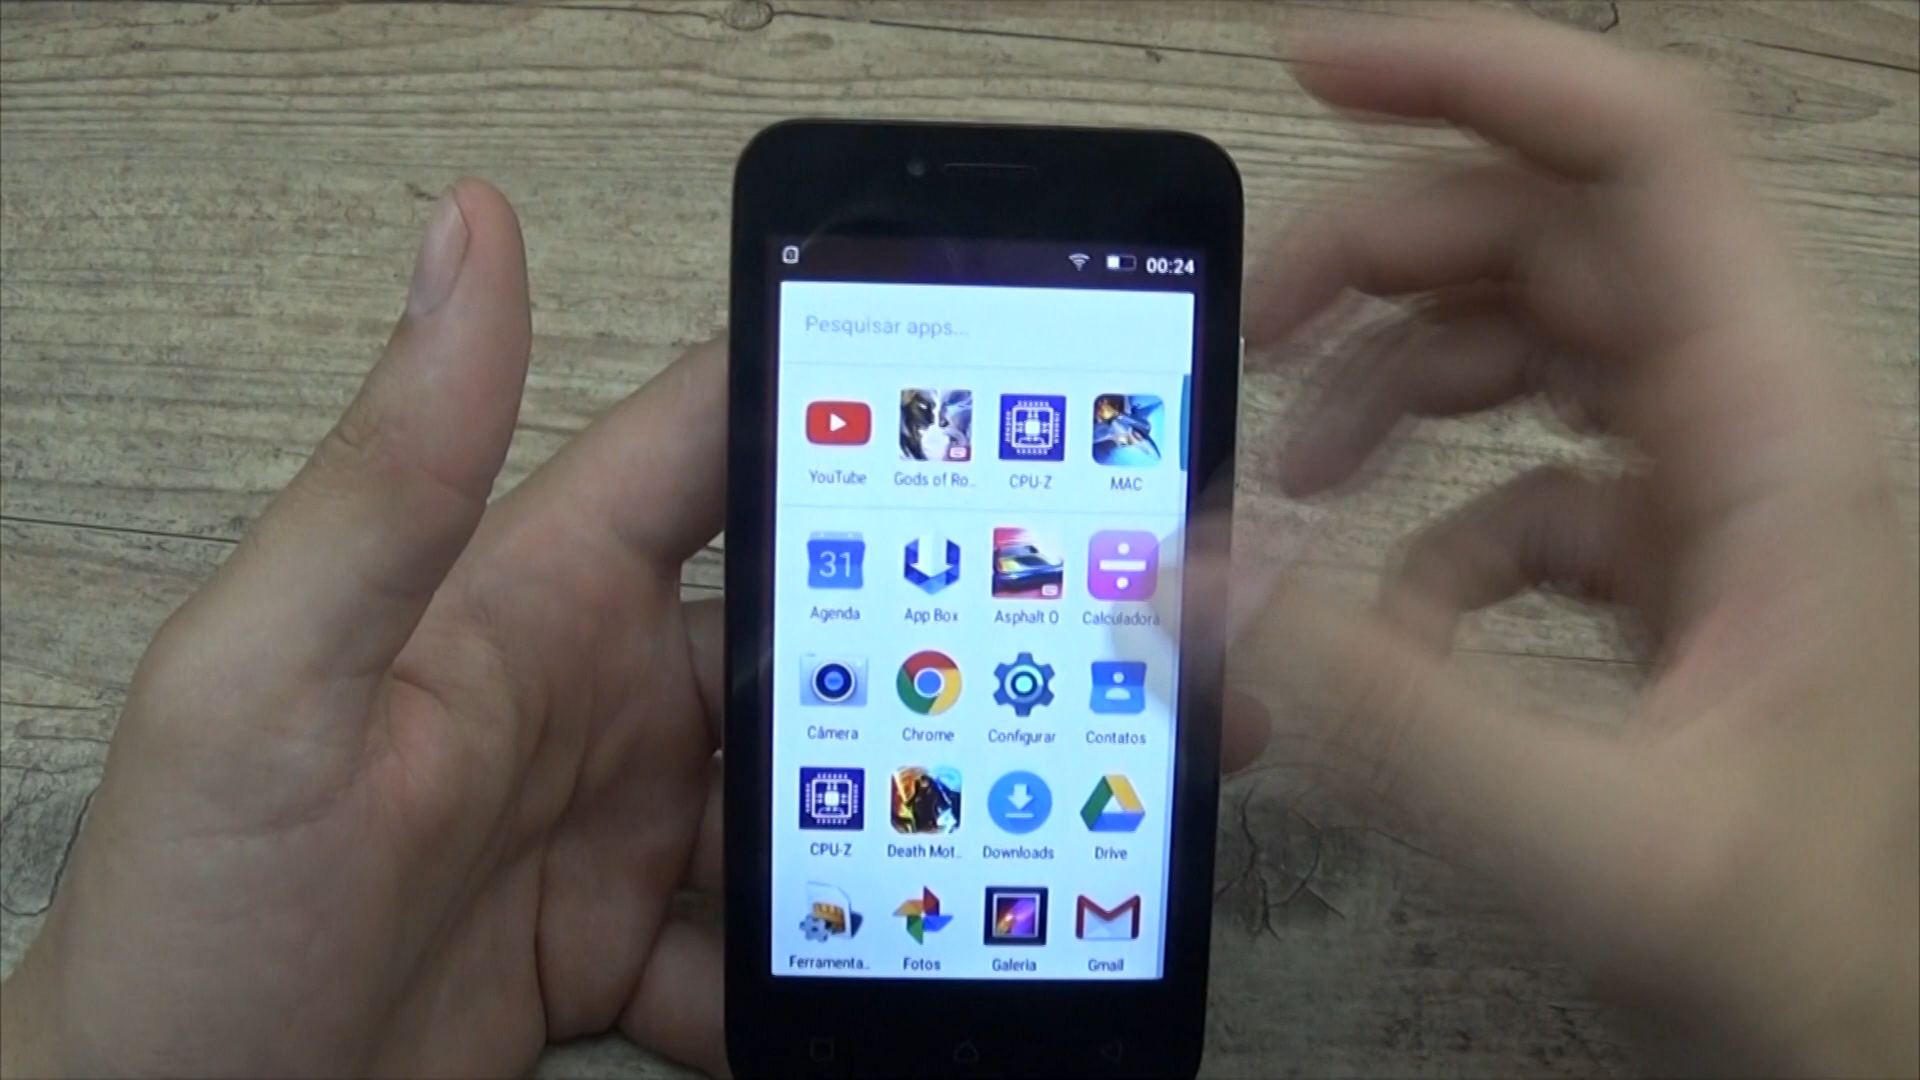 00:24
Pesquisar apps...
YouTube Gods of Ro.. CPU-Z MAC
31
Agenda App Box Asphalt O Calculadora
Câmera Chrome Configurar Contatos
CPU-Z Death Mot.. Downloads Drive
Ferramenta.. Fotos Galeria Gmail